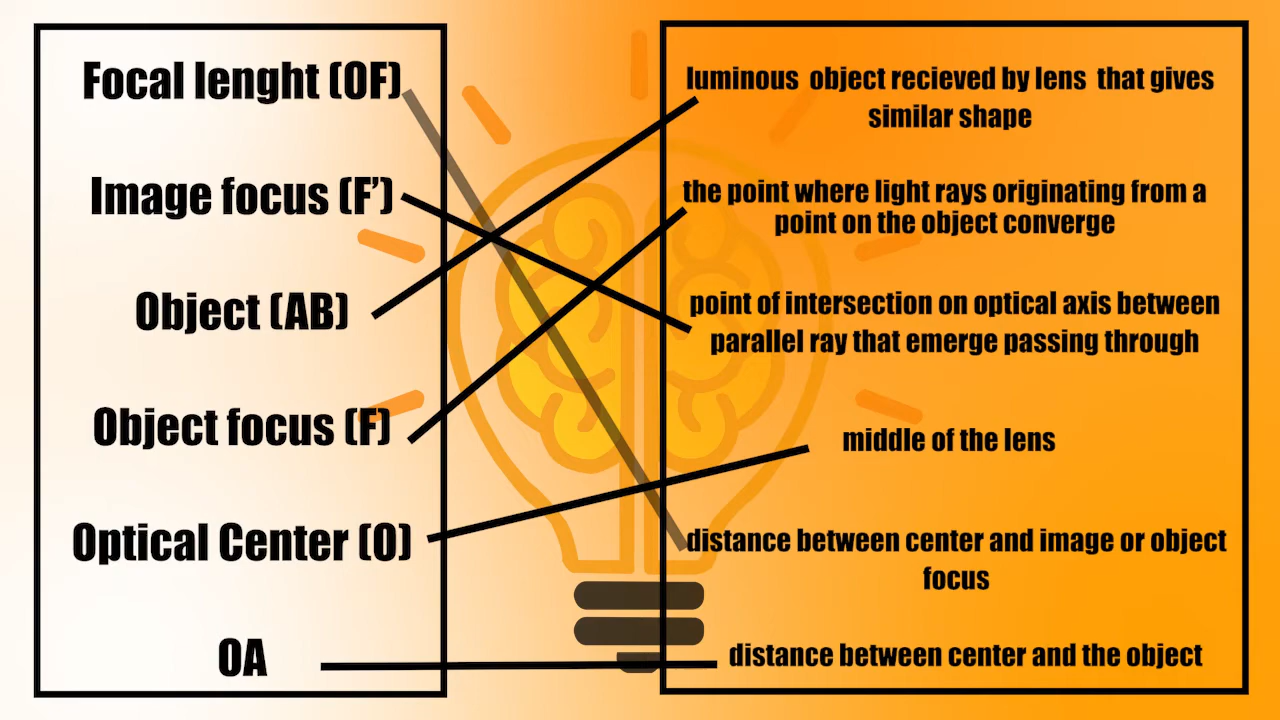 Focal lenght (OF)
Image focus (F')
Object (AB)
Object focus (F)
Optical Center (O)
OA
luminous object recieved by lens that gives
similar shape
the point where light rays originating from a
point on the object converge
point of intersection on optical axis between
parallel ray that emerge passing through
middle of the lens
distance between center and image or object
focus
distance between center and the object